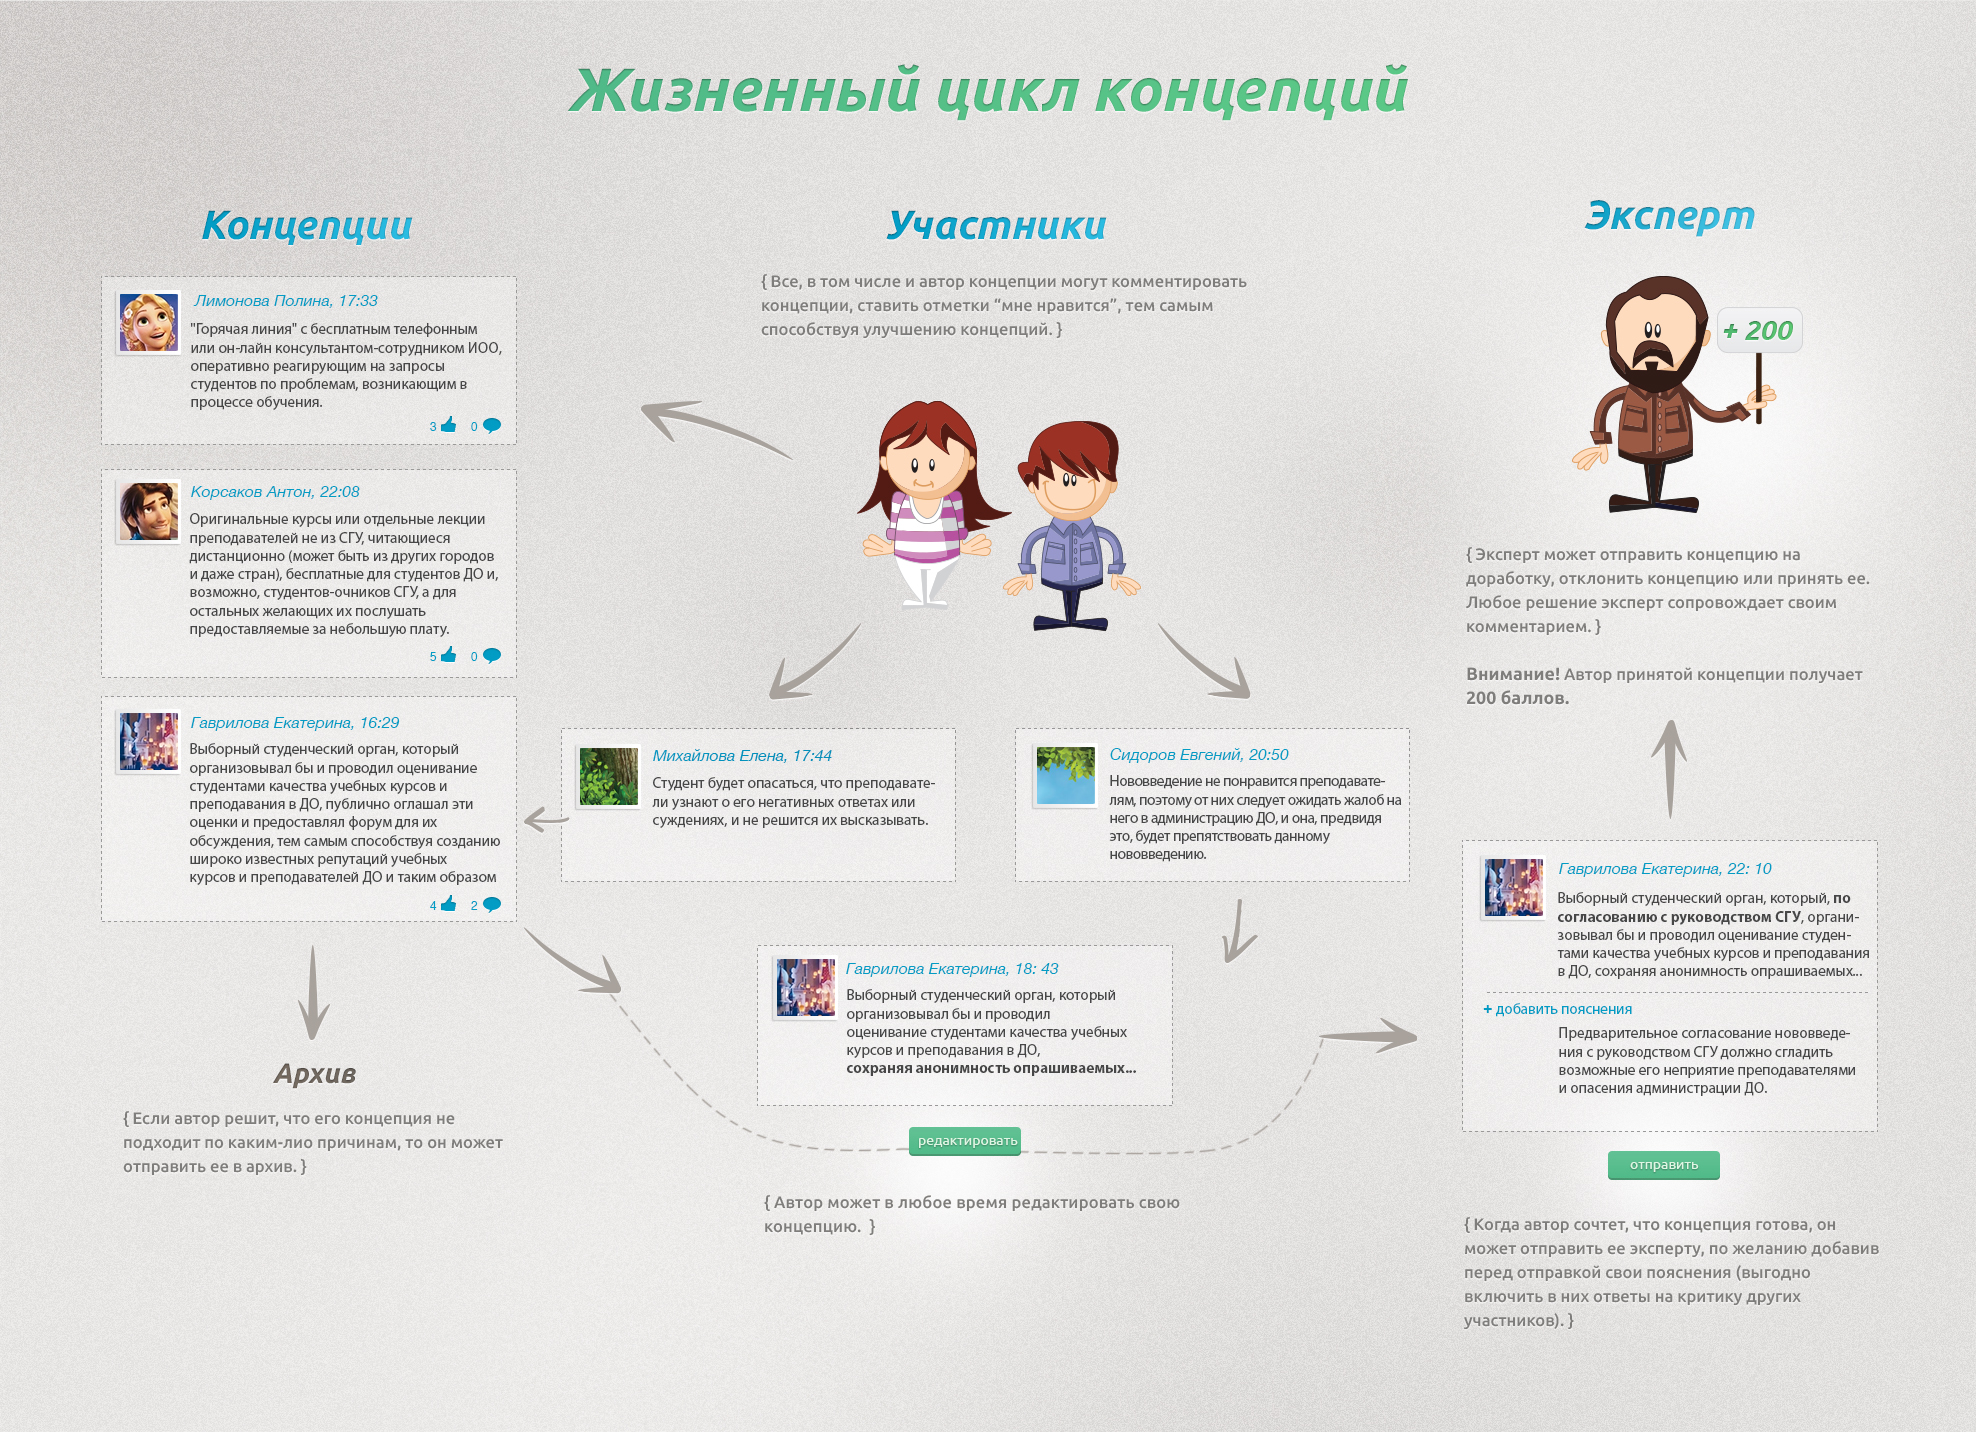 Жизненный цикл концепций
Концепции
Лимонова Полина, 17:33
"Горячая линия" с бесплатным телефонным
или он-лайн консультантом-сотрудником ИОО,
оперативно реагирующим на запросы
студентов по проблемам, возникающим в
процессе обучения.
3 0
Корсаков Антон, 22:08
Оригинальные курсы или отдельные лекции
преподавателей не из СГУ, читающиеся
дистанционно (может быть из других городов
и даже стран), бесплатные для студентов ДО и,
возможно, студентов-очников СГУ, а для
остальных желающих их послушать
предоставляемые за небольшую плату.
5 0
Гаврилова Екатерина, 16:29
Выборный студенческий орган, который
организовывал бы и проводил оценивание
студентами качества учебных курсов и
преподавания в ДО, публично оглашал эти
оценки и предоставлял форум для их
обсуждения, тем самым способствуя созданию
широко известных репутаций учебных
курсов и преподавателей ДО и таким образом
4 2
Архив
{ Если автор решит, что его концепция не
подходит по каким-лио причинам, то он может
отправить ее в архив. }
Участники
{ Все, в том числе и автор концепции могут комментировать
концепции, ставить отметки “мне нравится”, тем самым
способствуя улучшению концепций. }
Михайлова Елена, 17:44
Студент будет опасаться, что преподавате-
ли узнают о его негативных ответах или
суждениях, и не решится их высказывать.
Сидоров Евгений, 20:50
Нововведение не понравится преподавате-
лям, поэтому от них следует ожидать жалоб на
него в администрацию ДО, и она, предвидя
это, будет препятствовать данному
нововведению.
Гаврилова Екатерина, 18: 43
Выборный студенческий орган, который
организовывал бы и проводил
оценивание студентами качества учебных
курсов и преподавания в ДО,
сохраняя анонимность опрашиваемых...
редактировать
{ Автор может в любое время редактировать свою
концепцию. }
Эксперт
+ 200
{ Эксперт может отправить концепцию на
доработку, отклонить концепцию или принять ее.
Любое решение эксперт сопровождает своим
комментарием. }
Внимание! Автор принятой концепции получает
200 баллов.
Гаврилова Екатерина, 22: 10
Выборный студенческий орган, который, по
согласованию с руководством СГУ, органи-
зовывал бы и проводил оценивание студен-
тами качества учебных курсов и преподавания
в ДО, сохраняя анонимность опрашиваемых...
+ добавить пояснения
Предварительное согласование нововведе-
ния с руководством СГУ должно сгладить
возможные его неприятие преподавателями
и опасения администрации ДО.
отправить
{ Когда автор сочтет, что концепция готова, он
может отправить ее эксперту, по желанию добавив
перед отправкой свои пояснения (выгодно
включить в них ответы на критику других
участников). }